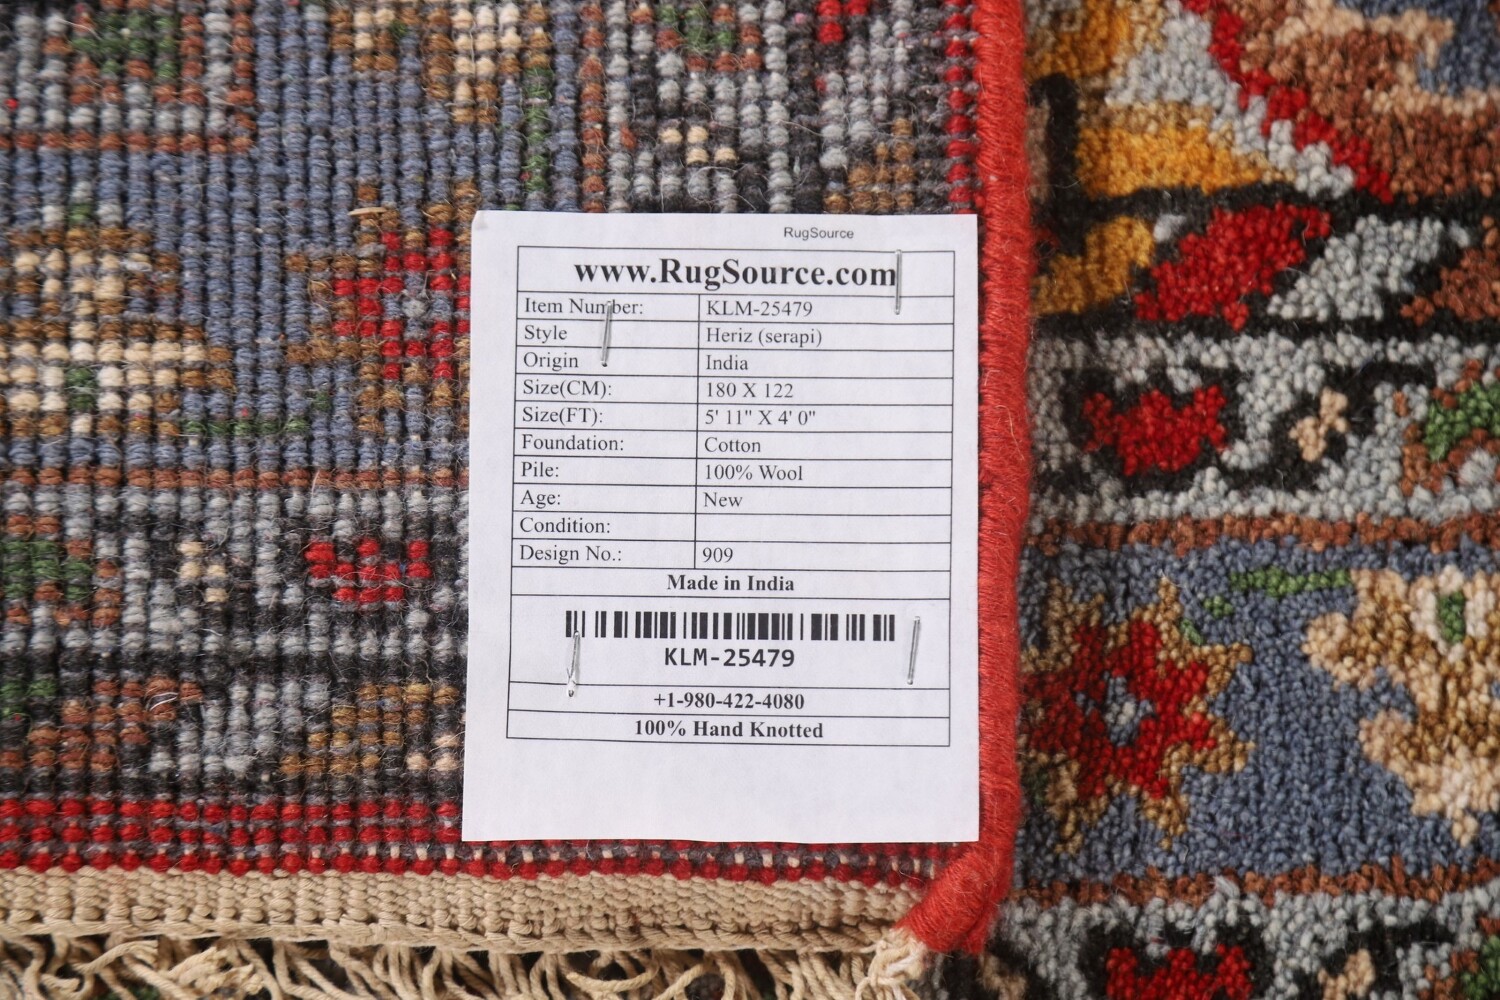 RugSource
www.RugSource.com
Item Number: KLM-25479
Style Heriz (serapi)
Origin India
Size(CM): 180 X 122
Size(FT): 5' 11" X 4' 0"
Foundation: Cotton
Pile: 100% Wool
Age: New
Condition:
Design No.: 909
Made in India
KLM-25479
+1-980-422-4080
100% Hand Knotted